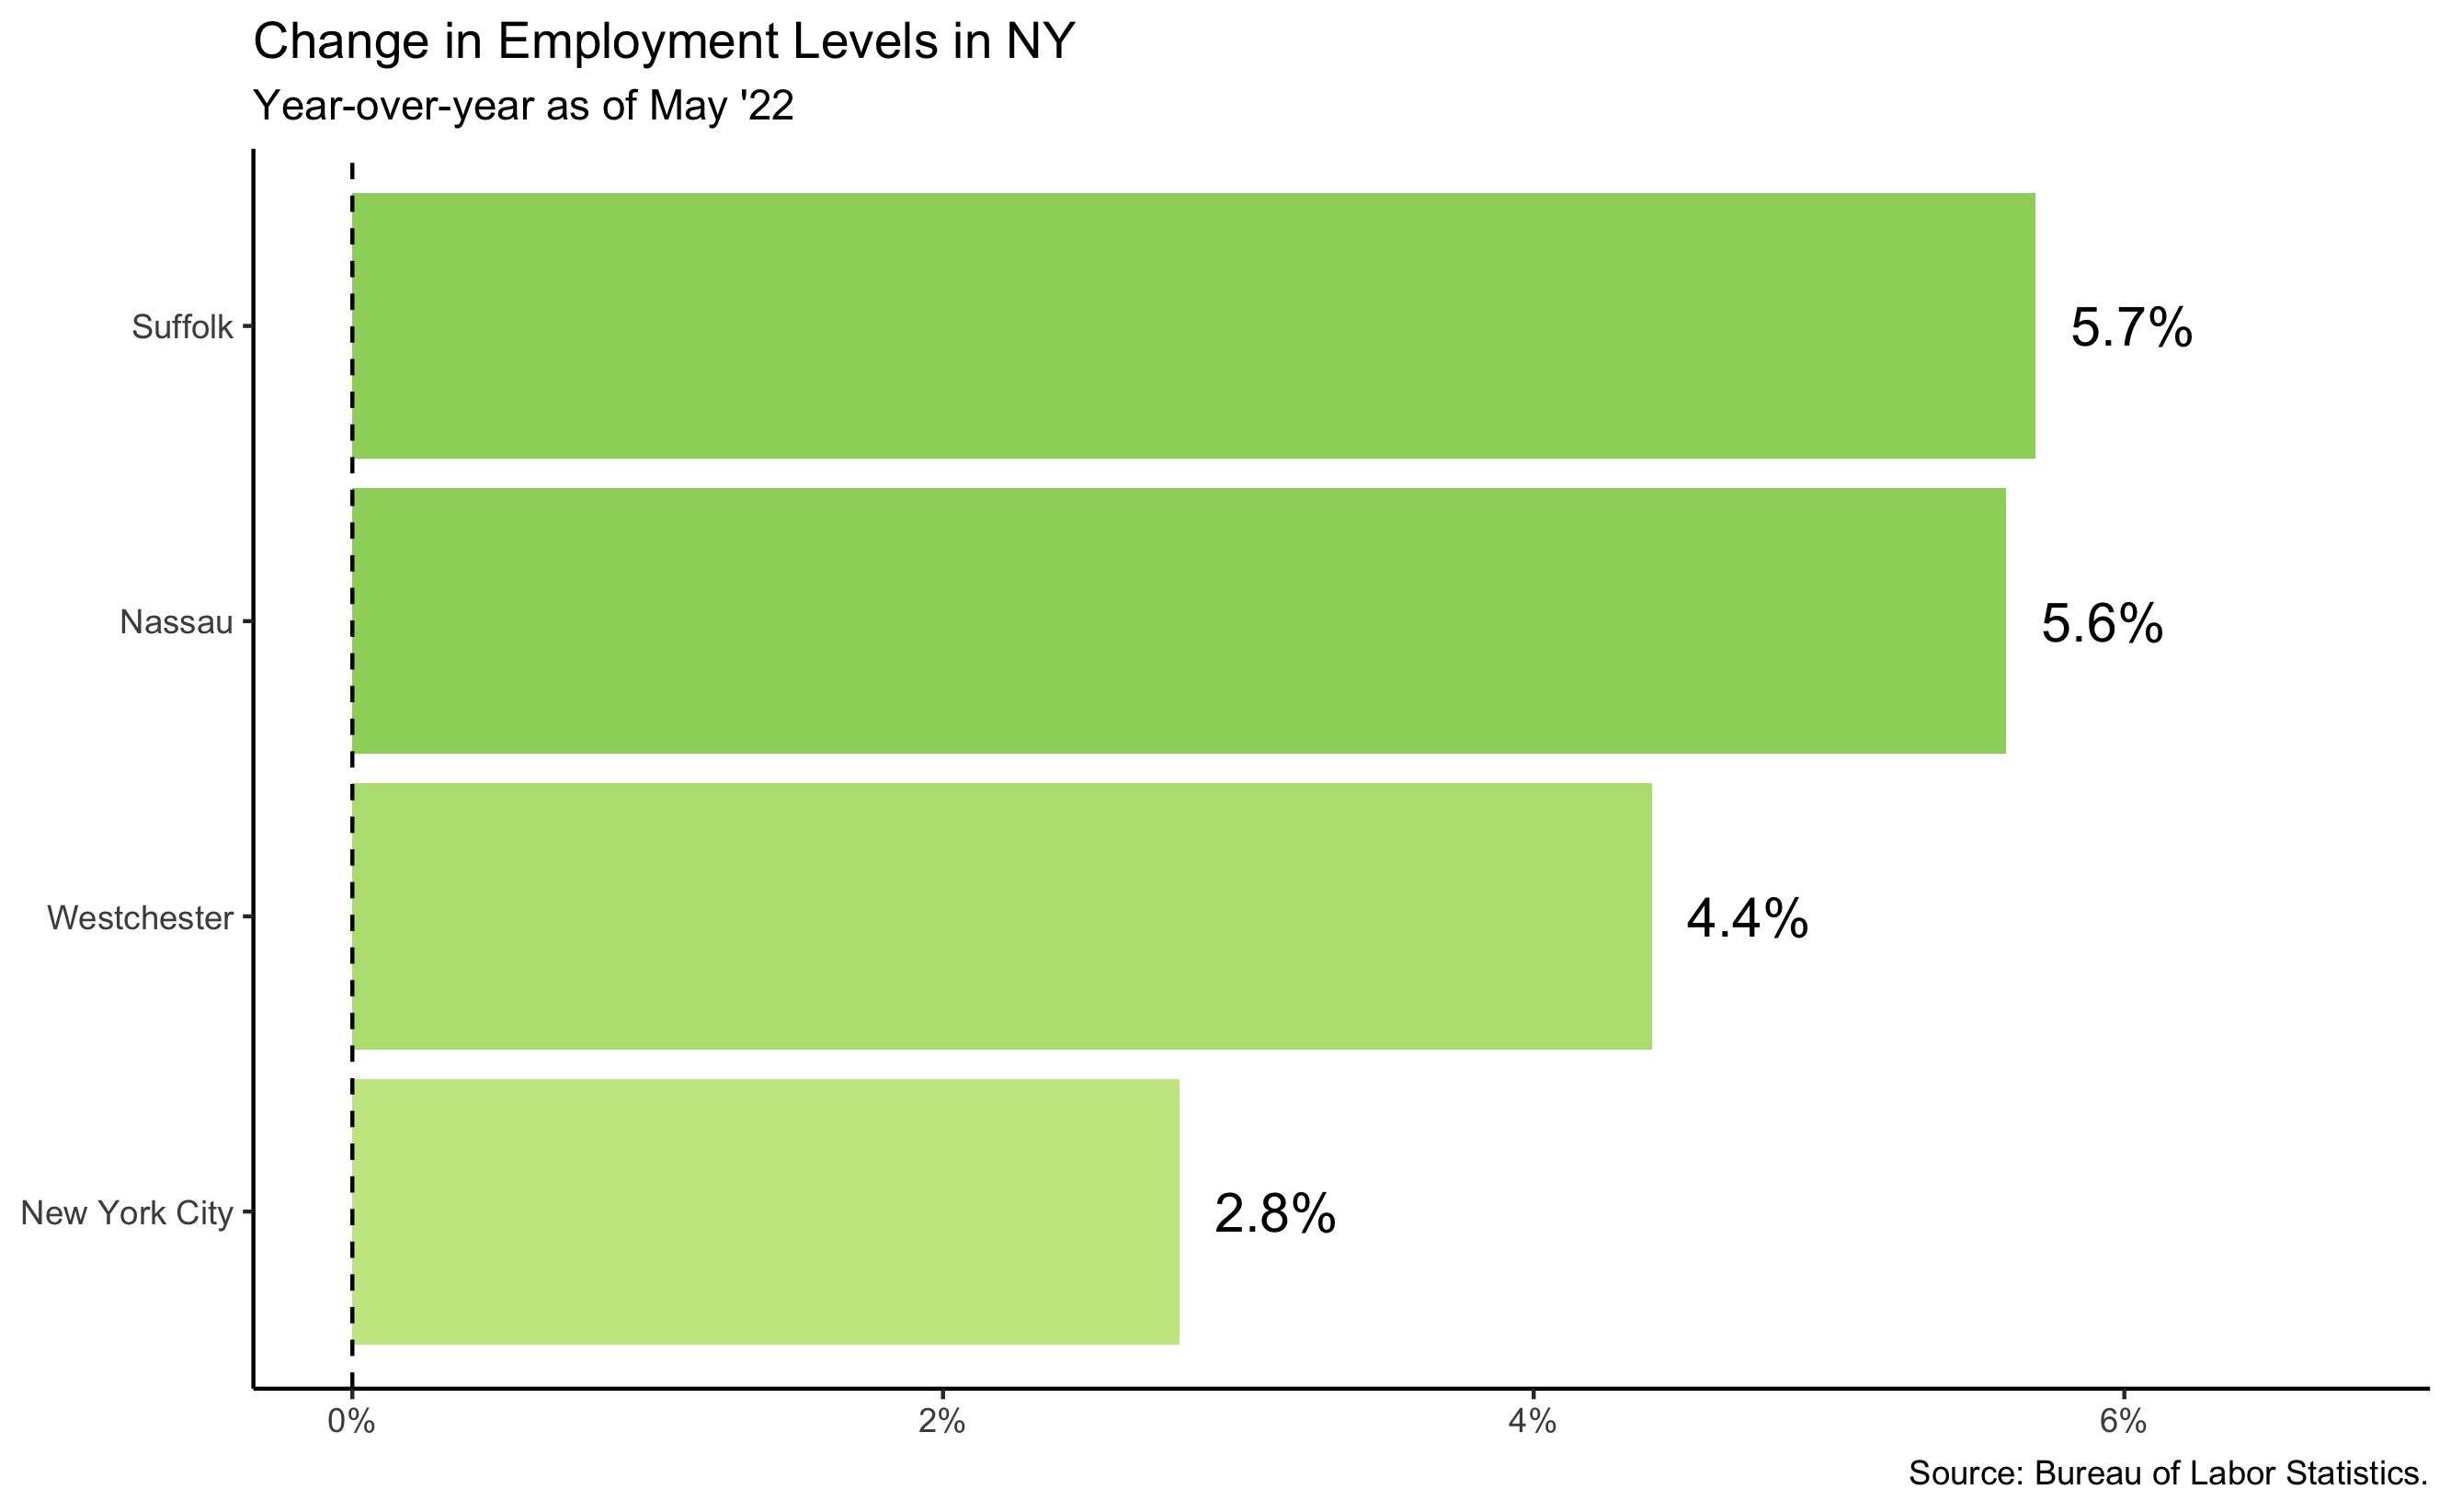 Change in Employment Levels in NY
Year-over-year as of May '22
Suffolk
5.7%
Nassau
5.6%
Westchester
4.4%
New York City
2.8%
0%
2%
4%
6%
Source: Bureau of Labor Statistics.